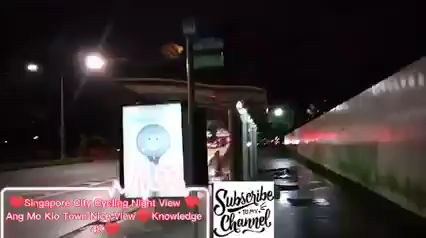 ❤️Singapore City Cycling Night View ❤️
Ang Mo Kio Town Nice View❤️Knowledge
❤️
Subscribe
TO MY
Channel